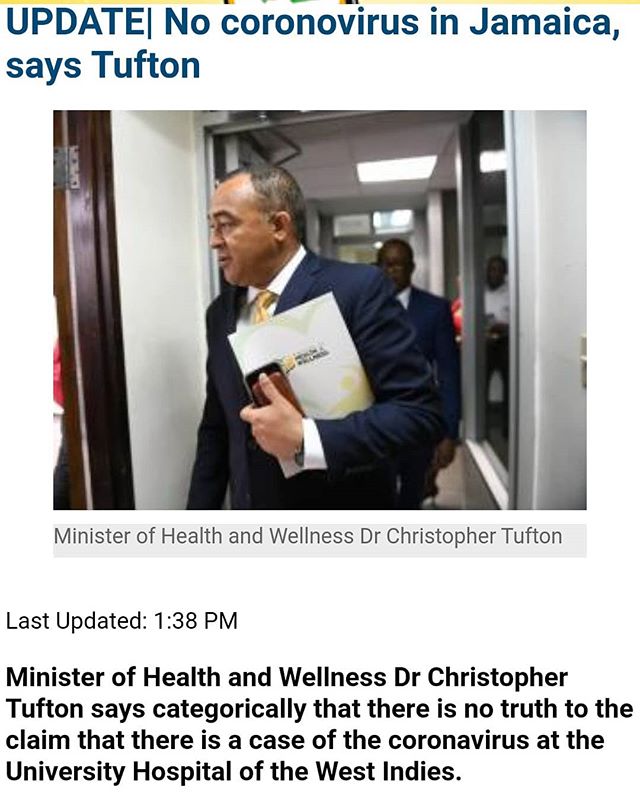 UPDATE| No coronovirus in Jamaica,
says Tufton
HEALTH &
WELLNESS
Minister of Health and Wellness Dr Christopher Tufton
Last Updated: 1:38 PM
Minister of Health and Wellness Dr Christopher
Tufton says categorically that there is no truth to the
claim that there is a case of the coronavirus at the
University Hospital of the West Indies.